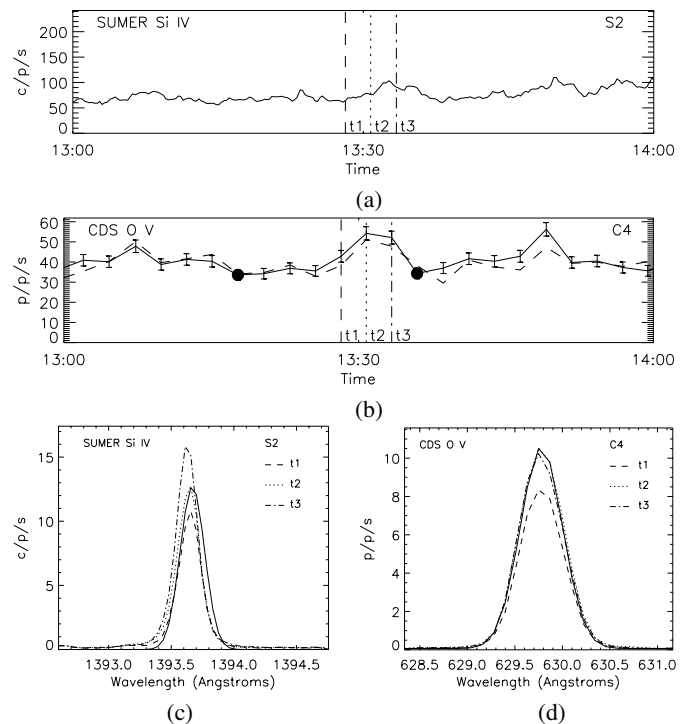 SUMER Si IV S2
200
150
100
50
0
c/p/s
t1 t2 t3
13:00 13:30 14:00
Time
(a)
CDS O V C4
60
50
40
30
20
10
0
p/p/s
t1 t2 t3
13:00 13:30 14:00
Time
(b)
SUMER Si IV S2
t1
t2
t3
15
10
5
0
c/p/s
1393.0 1393.5 1394.0 1394.5
Wavelength (Angstroms)
(c)
CDS O V C4
t1
t2
t3
10
8
6
4
2
0
p/p/s
628.5 629.0 629.5 630.0 630.5 631.0
Wavelength (Angstroms)
(d)